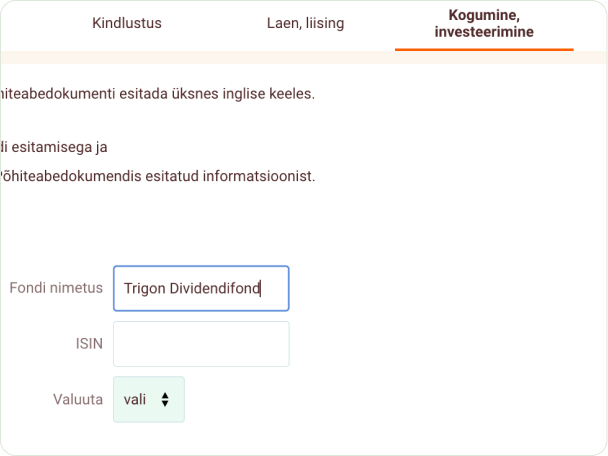 Kindlustus
Laen, liising
Kogumine,
investeerimine
hiteabedokumenti esitada üksnes inglise keeles.
di esitamisega ja
Põhiteabedokumendis esitatud informatsioonist.
Fondi nimetus
Trigon Dividendifond
ISIN
Valuuta
vali